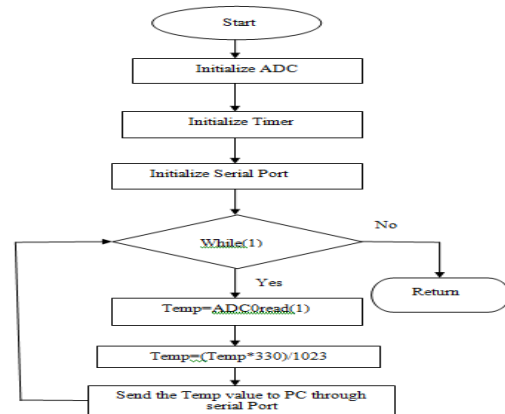 Start
Initialize ADC
Initialize Timer
Initialize Serial Port
While(1)
No
Yes
Return
Temp=ADC0read(1)
Temp=(Temp*330)/1023
Send the Temp value to PC through
serial Port